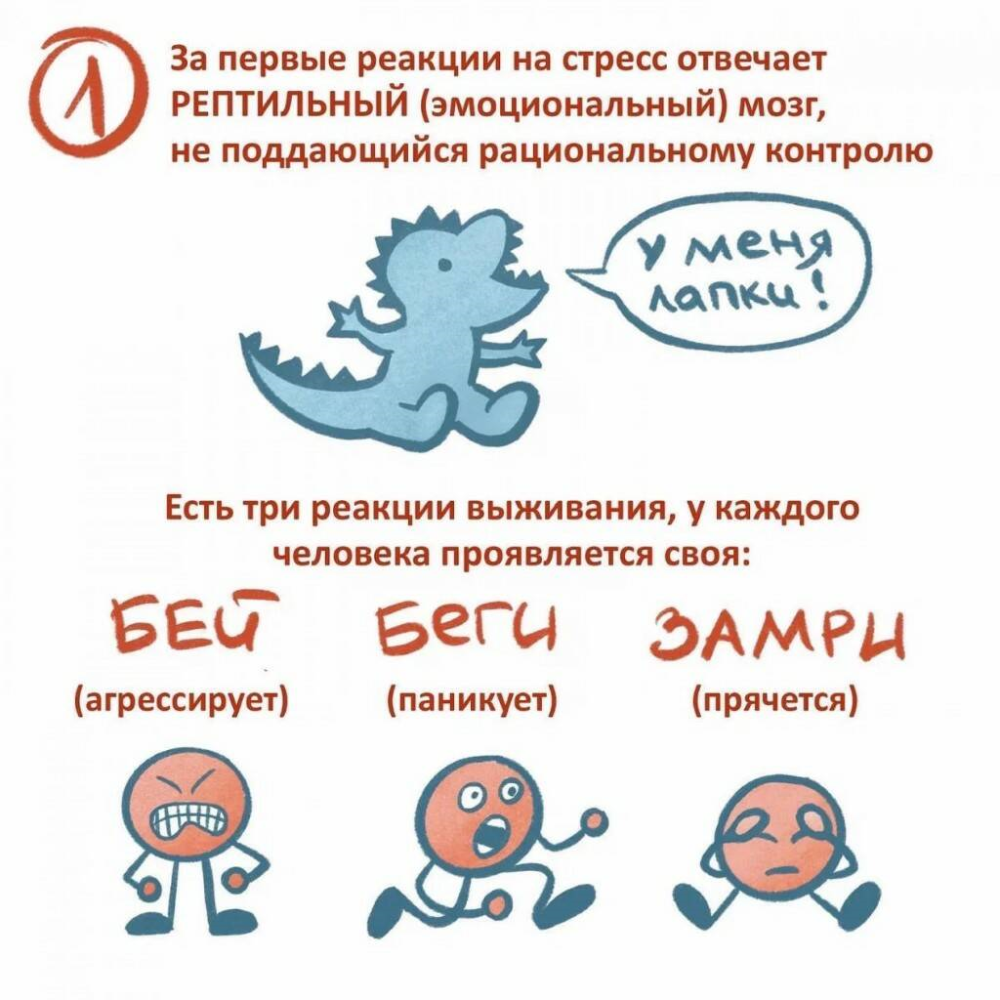 1
За первые реакции на стресс отвечает
РЕПТИЛЬНЫЙ (эмоциональный) мозг,
не поддающийся рациональному контролю
У меня
лапки!
Есть три реакции выживания, у каждого
человека проявляется своя:
БЕЙ БЕГИ ЗАМРИ
(агрессирует) (паникует) (прячется)